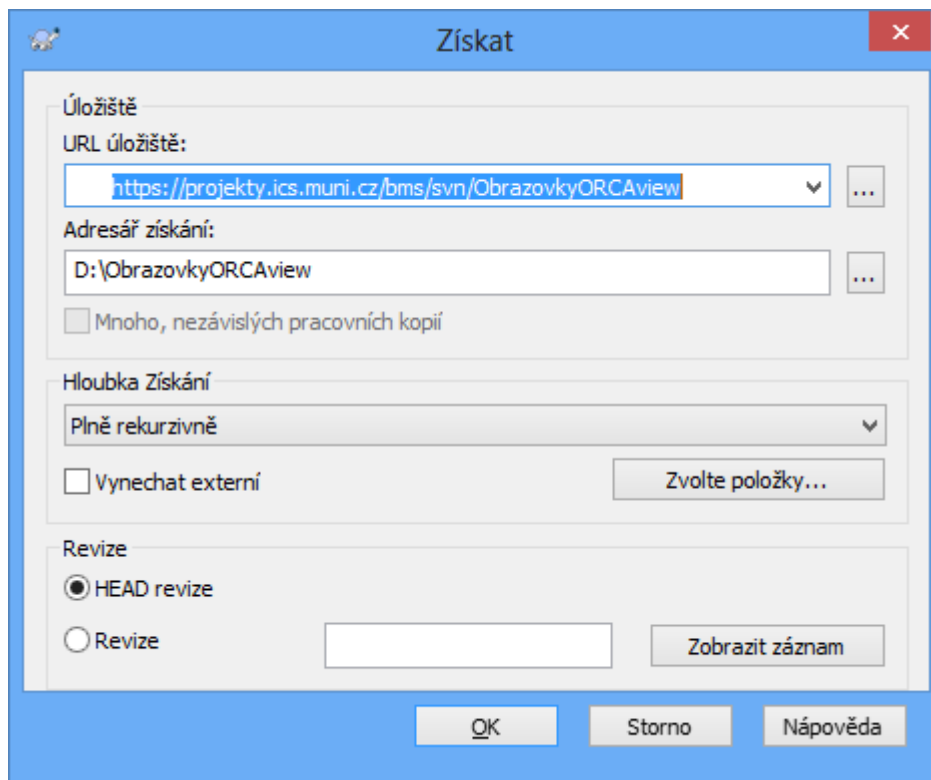 Získat
Úložiště
URL úložiště:
https://projekty.ics.muni.cz/bms/svn/ObrazovkyORCAview
...
Adresář získání:
D:\ObrazovkyORCAview
...
Mnoho, nezávislých pracovních kopií
Hloubka Získání
Plně rekurzivně
Vynechat externí
Zvolte položky...
Revize
HEAD revize
Revize
Zobrazit záznam
OK
Storno
Nápověda